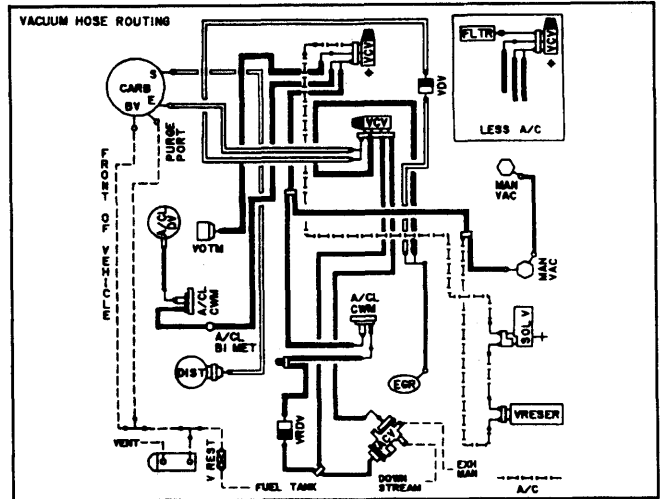 VACUUM HOSE ROUTING
VCV
FLTR
VCV
LESS A/C
S
CARB
E
BV
VDV
VCV
PURGE
PORT
FRONT OF VEHICLE
MAN
VAC
A/CL
DV
VOTM
MAN
VAC
A/CL
CWM
A/CL
CWM
SOL V
A/CL
BI MET
DIST
EGR
VRDV
VRESER
ACV
VENT
V REST
EXH
MAN
FUEL TANK
DOWN
STREAM
A/C